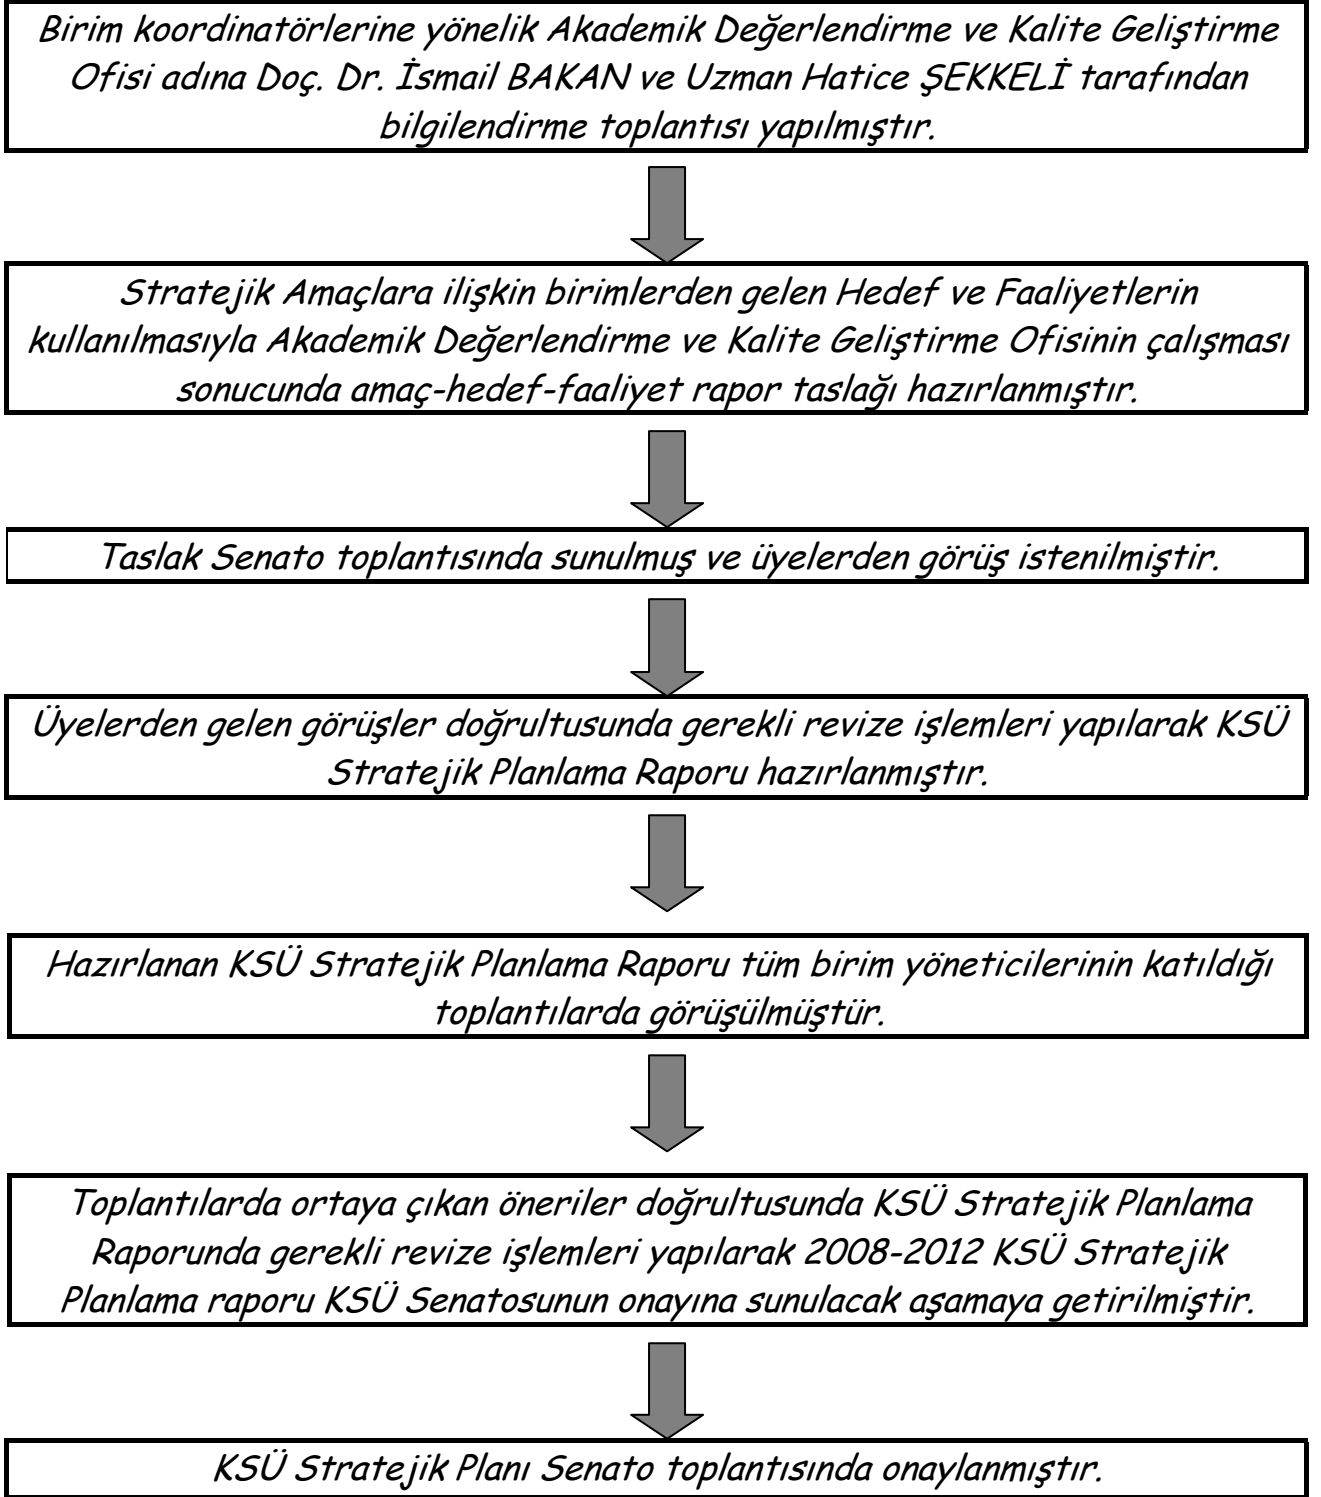 Birim koordinatörlerine yönelik Akademik Değerlendirme ve Kalite Geliştirme
Ofisi adına Doç. Dr. İsmail BAKAN ve Uzman Hatice ŞEKKELİ tarafından
bilgilendirme toplantısı yapılmıştır.
Stratejik Amaçlara ilişkin birimlerden gelen Hedef ve Faaliyetlerin
kullanılmasıyla Akademik Değerlendirme ve Kalite Geliştirme Ofisinin çalışması
sonucunda amaç-hedef-faaliyet rapor taslağı hazırlanmıştır.
Taslak Senato toplantısında sunulmuş ve üyelerden görüş istenilmiştir.
Üyelerden gelen görüşler doğrultusunda gerekli revize işlemleri yapılarak KSÜ
Stratejik Planlama Raporu hazırlanmıştır.
Hazırlanan KSÜ Stratejik Planlama Raporu tüm birim yöneticilerinin katıldığı
toplantılarda görüşülmüştür.
Toplantılarda ortaya çıkan öneriler doğrultusunda KSÜ Stratejik Planlama
Raporunda gerekli revize işlemleri yapılarak 2008-2012 KSÜ Stratejik
Planlama raporu KSÜ Senatosunun onayına sunulacak aşamaya getirilmiştir.
KSÜ Stratejik Planı Senato toplantısında onaylanmıştır.